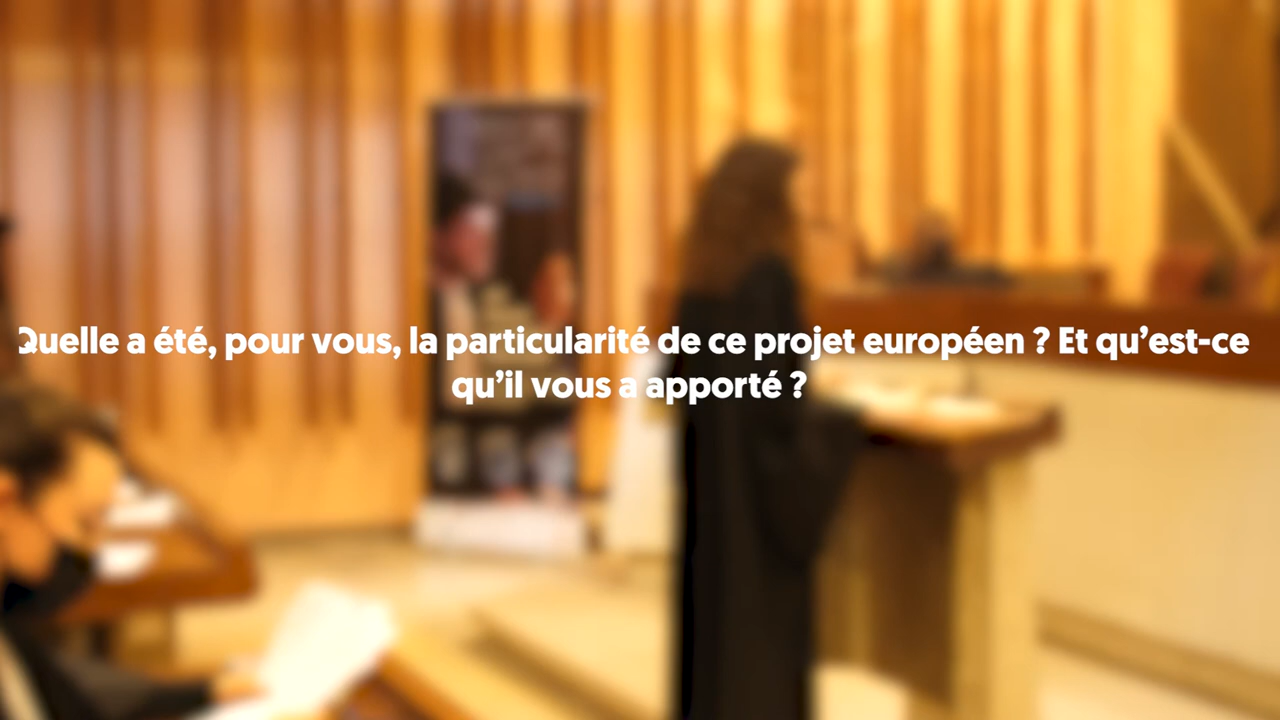 Quelle a été, pour vous, la particularité de ce projet européen ? Et qu’est-ce
qu’il vous a apporté ?